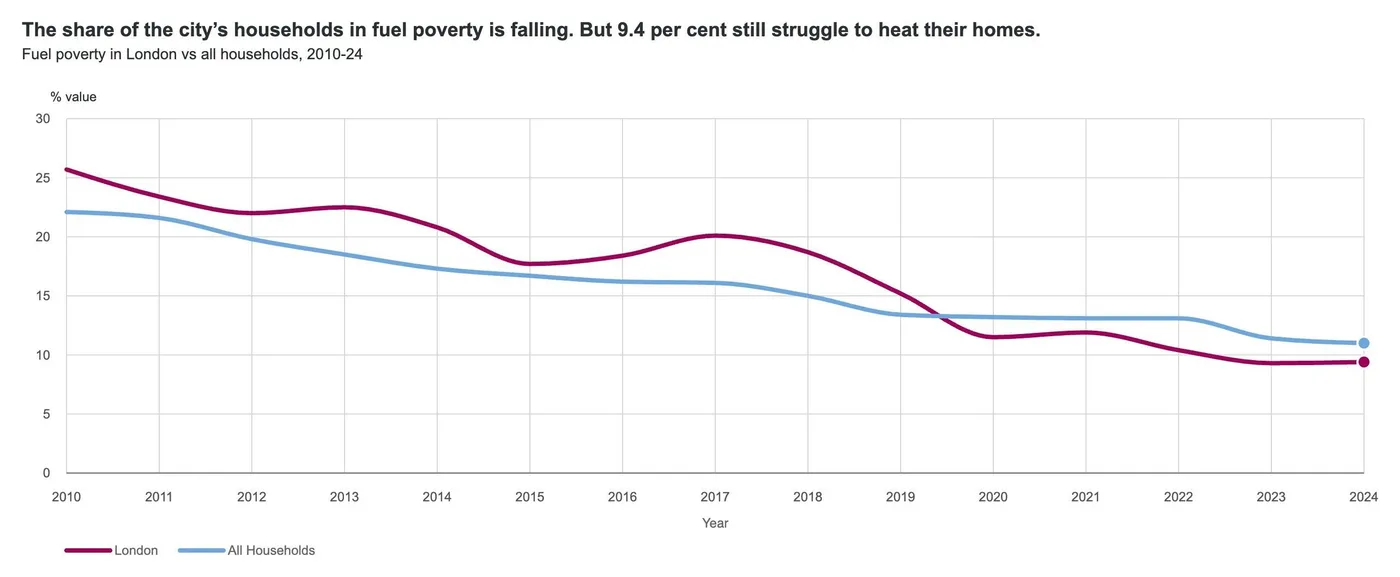 The share of the city’s households in fuel poverty is falling. But 9.4 per cent still struggle to heat their homes.
Fuel poverty in London vs all households, 2010-24
% value
30
25
20
15
10
5
0
2010 2011 2012 2013 2014 2015 2016 2017 2018 2019 2020 2021 2022 2023 2024
Year
London All Households